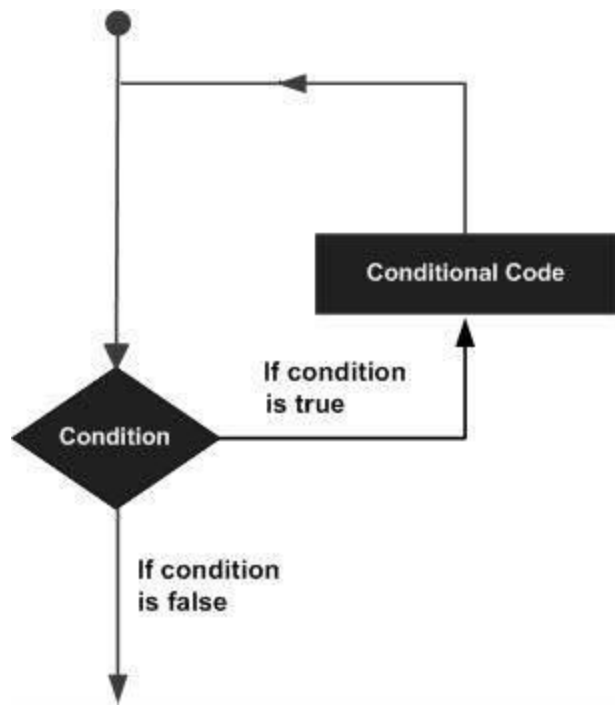 Conditional Code
If condition
is true
Condition
If condition
is false